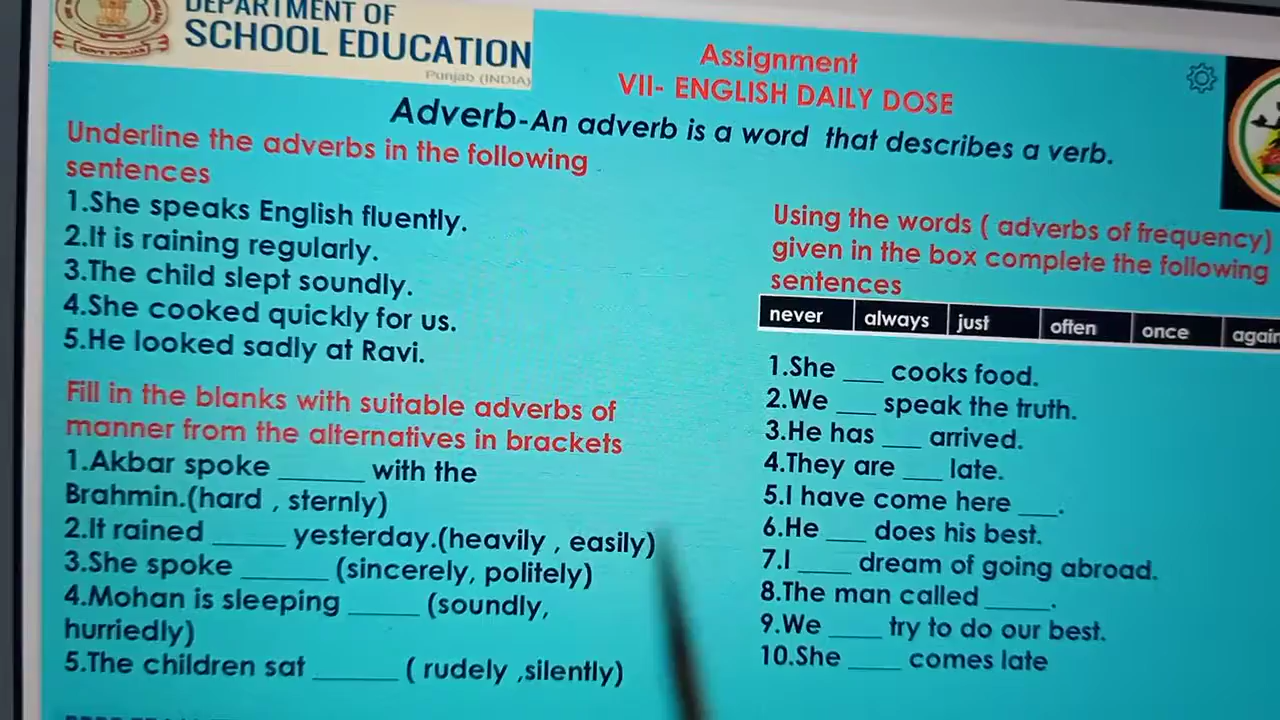 DEPARTMENT OF
SCHOOL EDUCATION
Punjab (INDIA)
Assignment
VII- ENGLISH DAILY DOSE
Adverb-An adverb is a word that describes a verb.
Underline the adverbs in the following
sentences
1.She speaks English fluently.
2.It is raining regularly.
3.The child slept soundly.
4.She cooked quickly for us.
5.He looked sadly at Ravi.
Fill in the blanks with suitable adverbs of
manner from the alternatives in brackets
1.Akbar spoke ______ with the
Brahmin.(hard , sternly)
2.It rained _____ yesterday.(heavily , easily)
3.She spoke ______ (sincerely, politely)
4.Mohan is sleeping _____ (soundly,
hurriedly)
5.The children sat ______ ( rudely ,silently)
Using the words ( adverbs of frequency)
given in the box complete the following
sentences
never always just often once again
1.She ___ cooks food.
2.We ___ speak the truth.
3.He has ___ arrived.
4.They are ___ late.
5.I have come here ___.
6.He ___ does his best.
7.I ____ dream of going abroad.
8.The man called _____.
9.We ____ try to do our best.
10.She ____ comes late